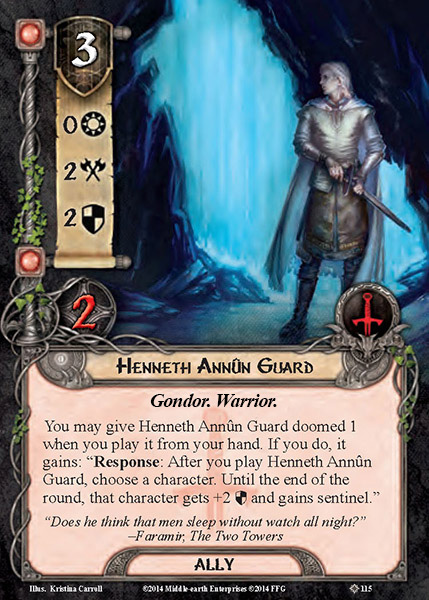 3
0
2
2
2
HENNETH ANNÛN GUARD
Gondor. Warrior.
You may give Henneth Annûn Guard doomed 1
when you play it from your hand. If you do, it
gains: “Response: After you play Henneth Annûn
Guard, choose a character. Until the end of the
round, that character gets +2 and gains sentinel.”
“Does he think that men sleep without watch all night?”
–Faramir, The Two Towers
ALLY
Illus. Kristina Carroll
©2014 Middle-earth Enterprises ©2014 FFG
115